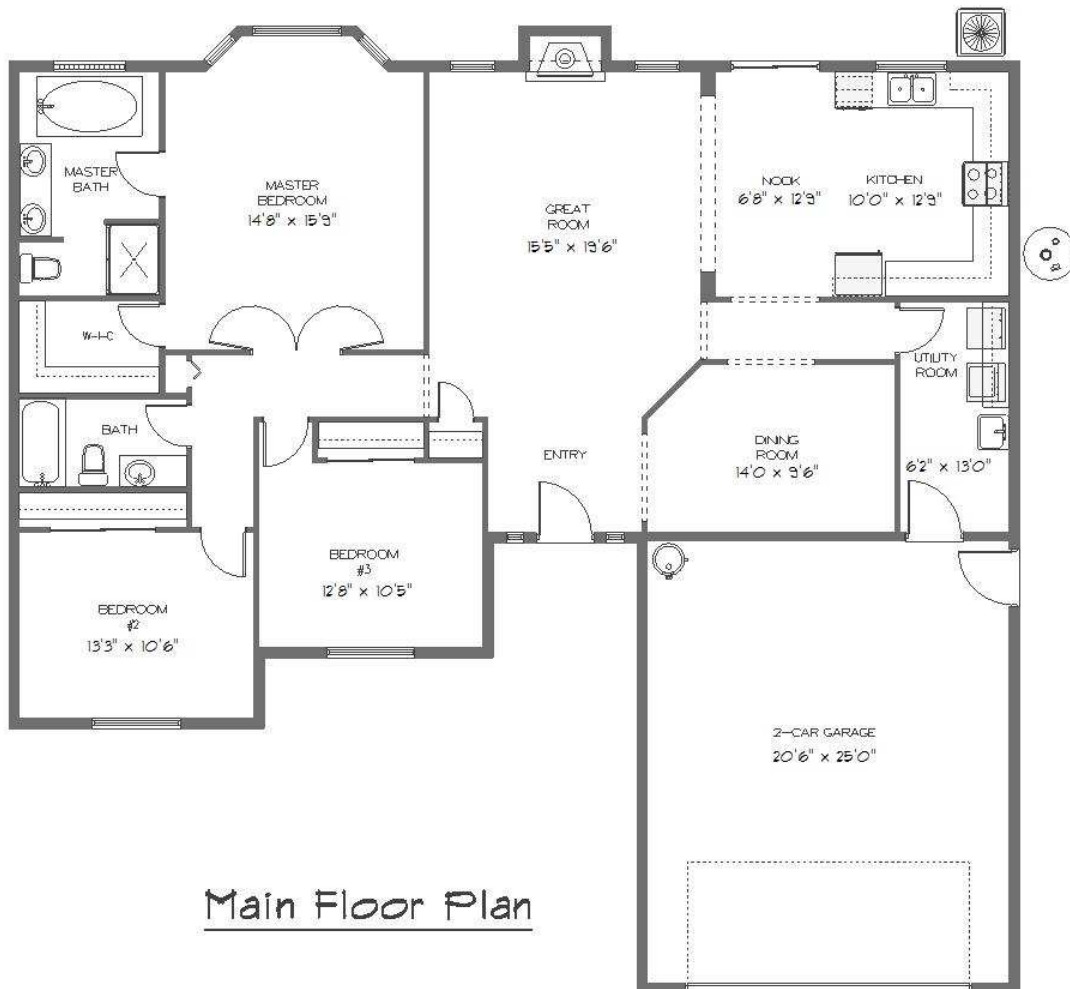 MASTER
BATH
MASTER
BEDROOM
14'8" x 15'9"
GREAT
ROOM
15'5" x 19'6"
NOOK
6'8" x 12'9"
KITCHEN
10'0" x 12'9"
W-I-C
UTILITY
ROOM
6'2" x 13'0"
BATH
ENTRY
DINING
ROOM
14'0 x 9'6"
BEDROOM
#3
12'8" x 10'5"
BEDROOM
#2
13'3" x 10'6"
2-CAR GARAGE
20'6" x 25'0"
Main Floor Plan